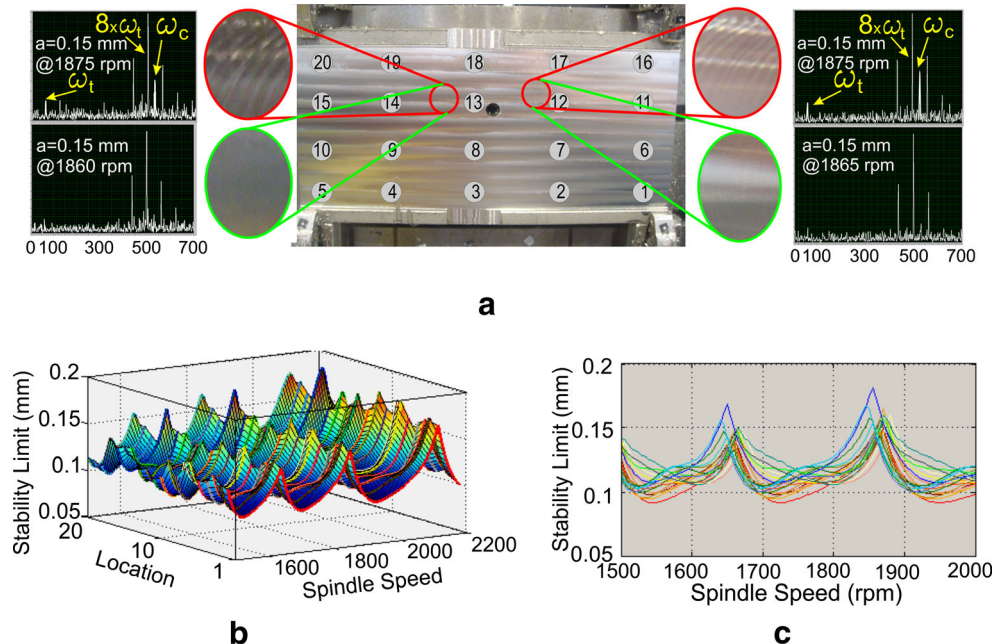 8×ωt
ωc
a=0.15 mm
@1875 rpm
ωt
a=0.15 mm
@1860 rpm
0 100 300 500 700
20 19 18 17 16
15 14 13 12 11
10 9 8 7 6
5 4 3 2 1
8×ωt
ωc
a=0.15 mm
@1875 rpm
ωt
a=0.15 mm
@1865 rpm
0 100 300 500 700
a
Stability Limit (mm)
0.2
0.15
0.1
0.05
20
10
1
Location
1600
1800
2000
2200
Spindle Speed
b
Stability Limit (mm)
0.2
0.15
0.1
0.05
1500 1600 1700 1800 1900 2000
Spindle Speed (rpm)
c